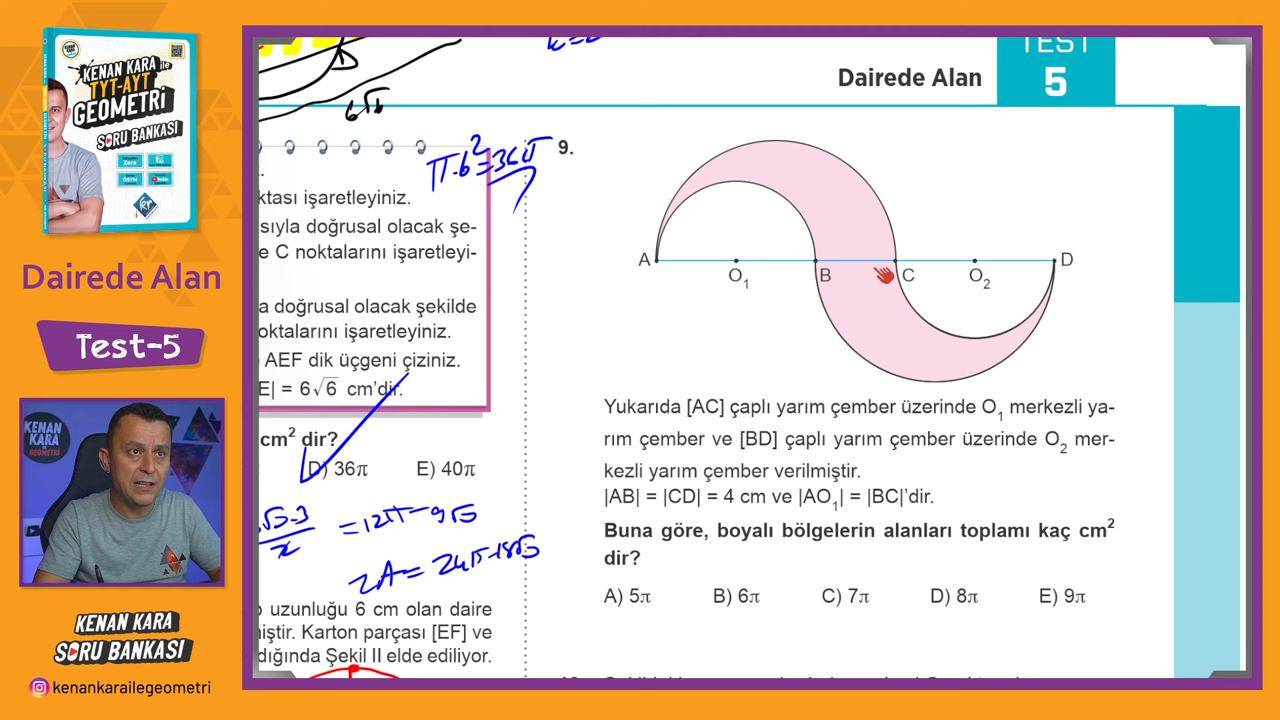 KENAN KARA ile
TYT-AYT
GEOMETRİ
SORU BANKASI
Dairede Alan
Test-5
KENAN
KARA
GEOMETRİ
KENAN KARA
SORU BANKASI
kenankarailegeometri
6√6
π.6²=36π
ktası işaretleyiniz.
sıyla doğrusal olacak şe-
e C noktalarını işaretleyi-
a doğrusal olacak şekilde
oktalarını işaretleyiniz.
AEF dik üçgeni çiziniz.
E| = 6√6 cm'dir.
cm² dir?
D) 36π E) 40π
= 12π-9√3
2A = 24π-18√3
uzunluğu 6 cm olan daire
miştir. Karton parçası [EF] ve
dığında Şekil II elde ediliyor.
Dairede Alan
TEST
5
9.
A O₁ B C O₂ D
Yukarıda [AC] çaplı yarım çember üzerinde O₁ merkezli ya-
rım çember ve [BD] çaplı yarım çember üzerinde O₂ mer-
kezli yarım çember verilmiştir.
|AB| = |CD| = 4 cm ve |AO₁| = |BC|'dir.
Buna göre, boyalı bölgelerin alanları toplamı kaç cm²
dir?
A) 5π B) 6π C) 7π D) 8π E) 9π